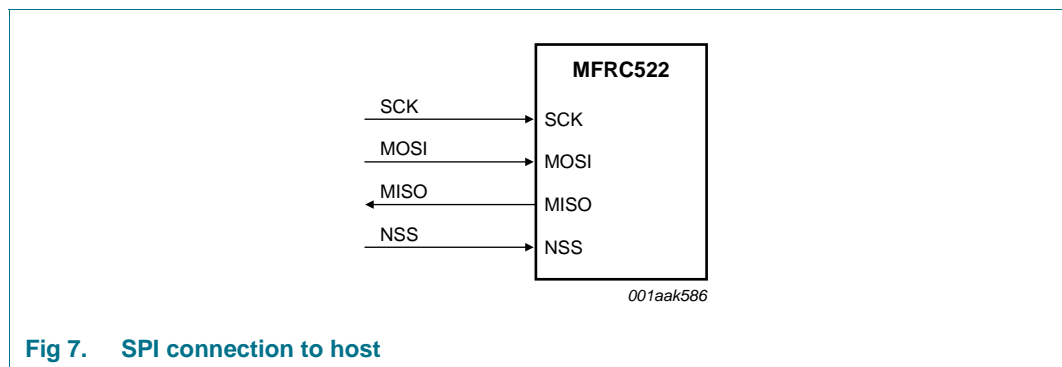 MFRC522
SCK
SCK
MOSI
MOSI
MISO
MISO
NSS
NSS
001aak586
Fig 7. SPI connection to host